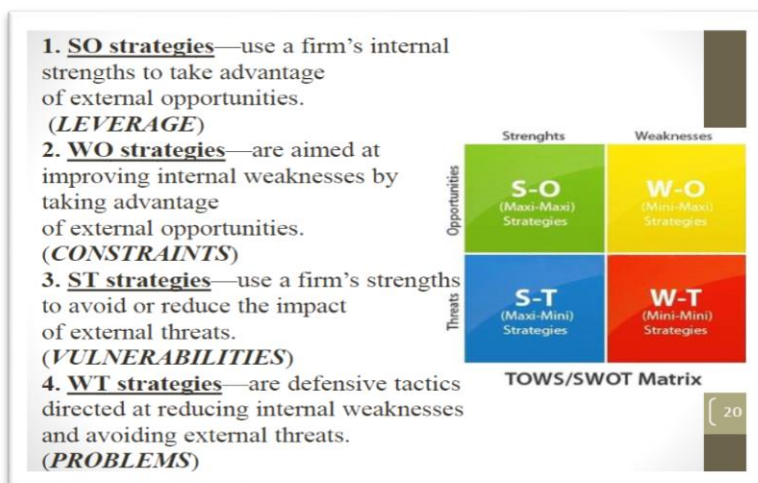 1. SO strategies—use a firm's internal
strengths to take advantage
of external opportunities.
(LEVERAGE)
2. WO strategies—are aimed at
improving internal weaknesses by
taking advantage
of external opportunities.
(CONSTRAINTS)
3. ST strategies—use a firm's strengths
to avoid or reduce the impact
of external threats.
(VULNERABILITIES)
4. WT strategies—are defensive tactics
directed at reducing internal weaknesses
and avoiding external threats.
(PROBLEMS)
Strenghts
Weaknesses
Opportunities
S-O
(Maxi-Maxi)
Strategies
W-O
(Mini-Maxi)
Strategies
Threats
S-T
(Maxi-Mini)
Strategies
W-T
(Mini-Mini)
Strategies
TOWS/SWOT Matrix
20